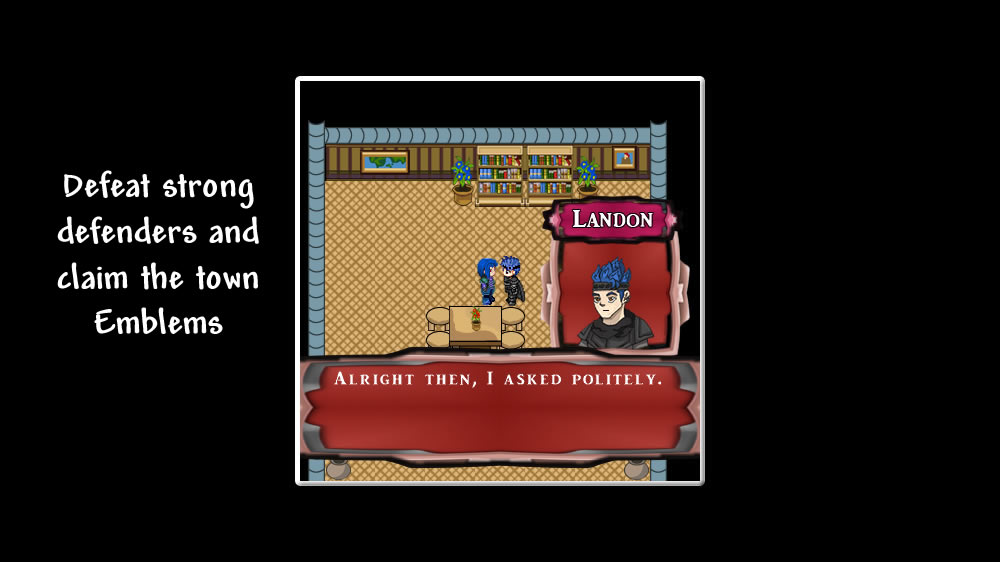 Defeat strong
defenders and
claim the town
Emblems
Landon
Alright then, I asked politely.